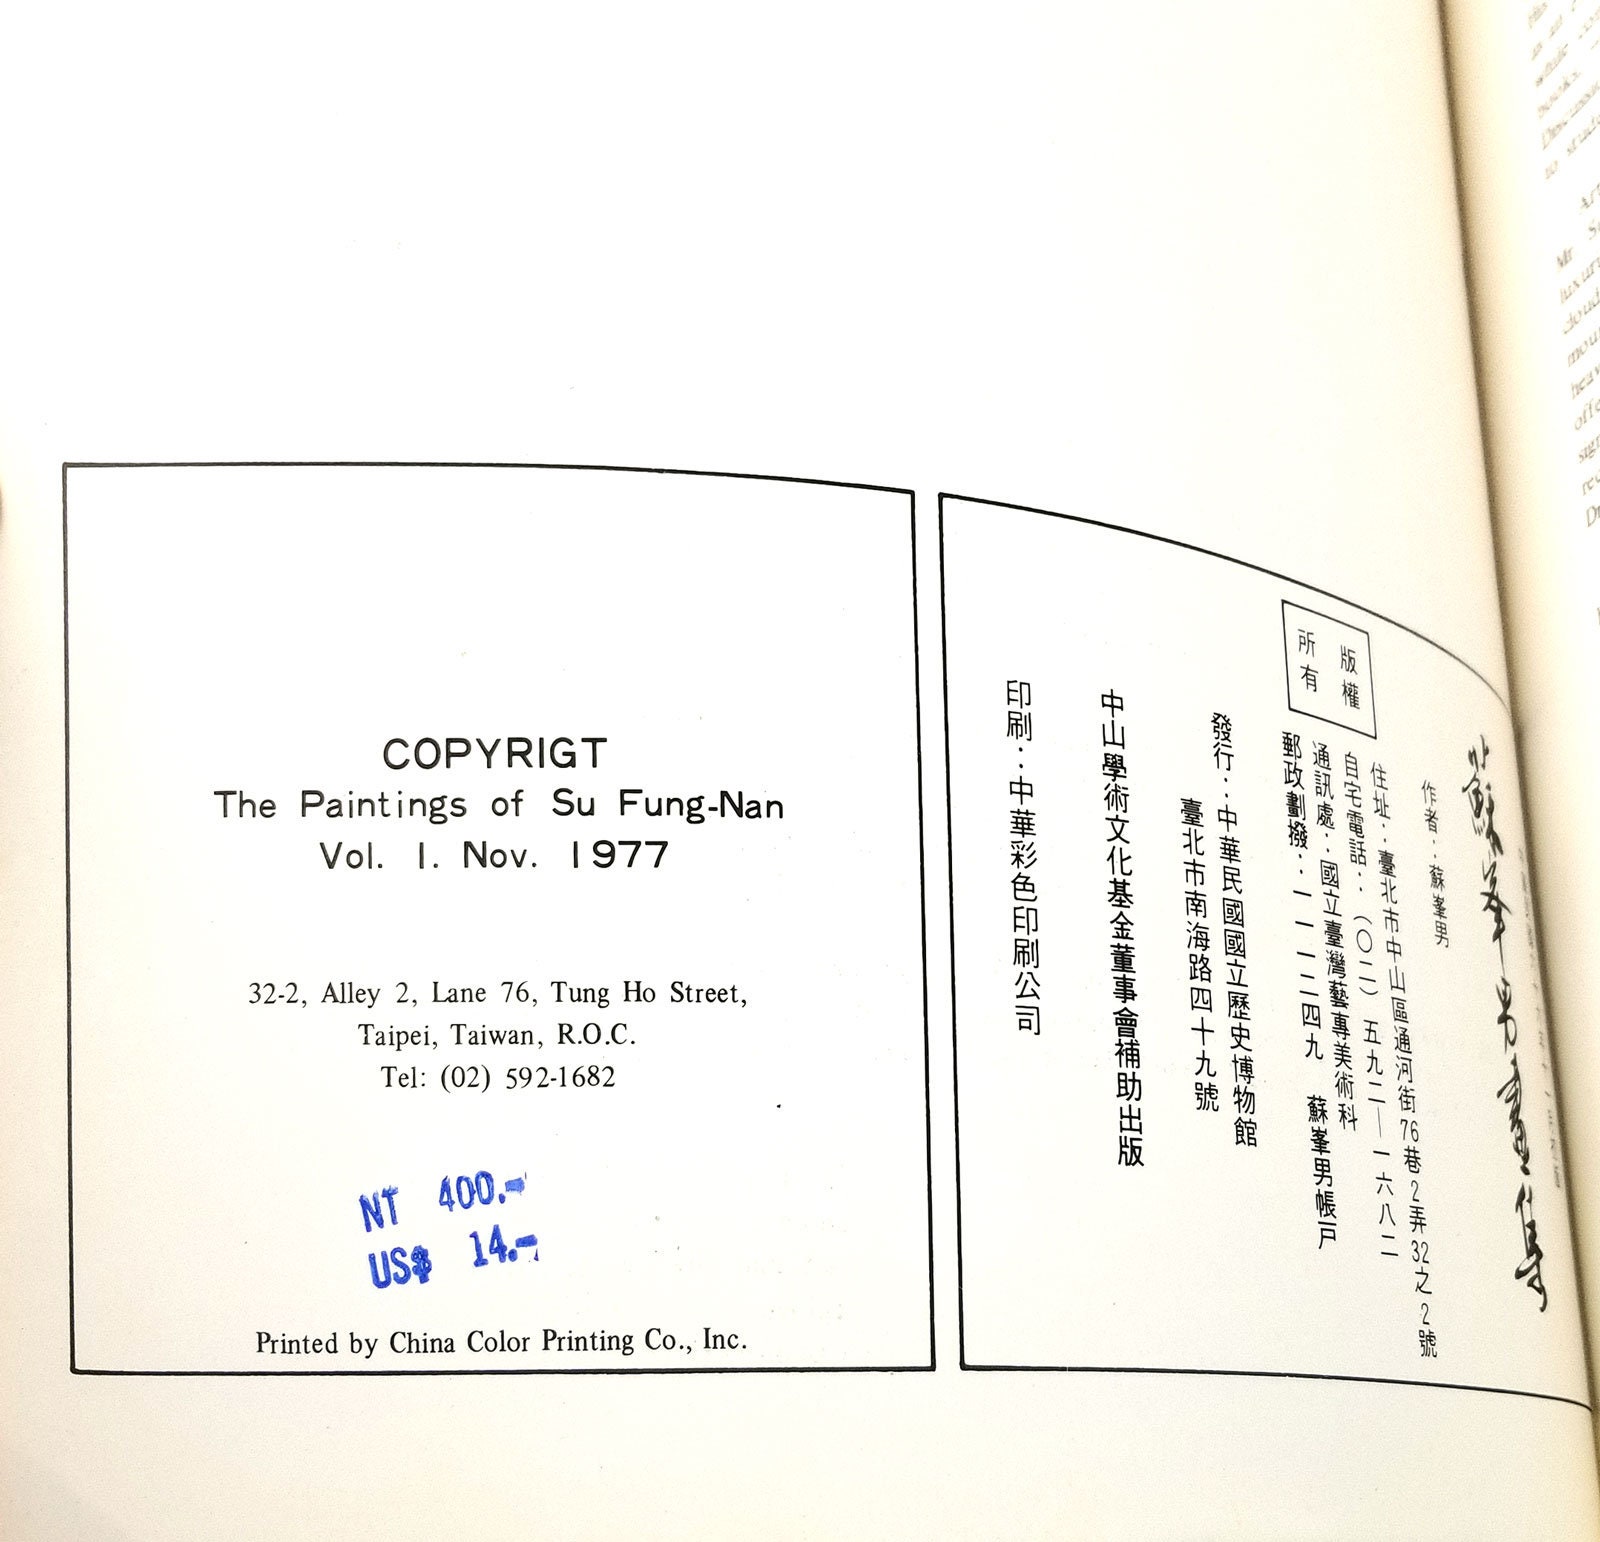 COPYRIGT
The Paintings of Su Fung-Nan
Vol. 1. Nov. 1977
32-2, Alley 2, Lane 76, Tung Ho Street,
Taipei, Taiwan, R.O.C.
Tel: (02) 592-1682
NT 400.-
US$ 14.-
Printed by China Color Printing Co., Inc.
蘇峯男畫集
作者：蘇峯男
住址：臺北市中山區通河街76巷2弄32之2號
自宅電話：（〇二）五九二—一六八二
通訊處：國立臺灣藝專美術科
郵政劃撥：一一一二四九 蘇峯男帳戶
版權
所有
發行：中華民國國立歷史博物館
臺北市南海路四十九號
中山學術文化基金董事會補助出版
印刷：中華彩色印刷公司